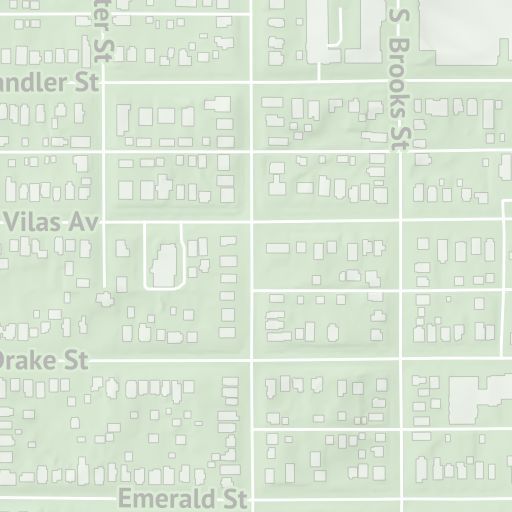 ter St
S Brooks St
andler St
Vilas Av
Drake St
Emerald St